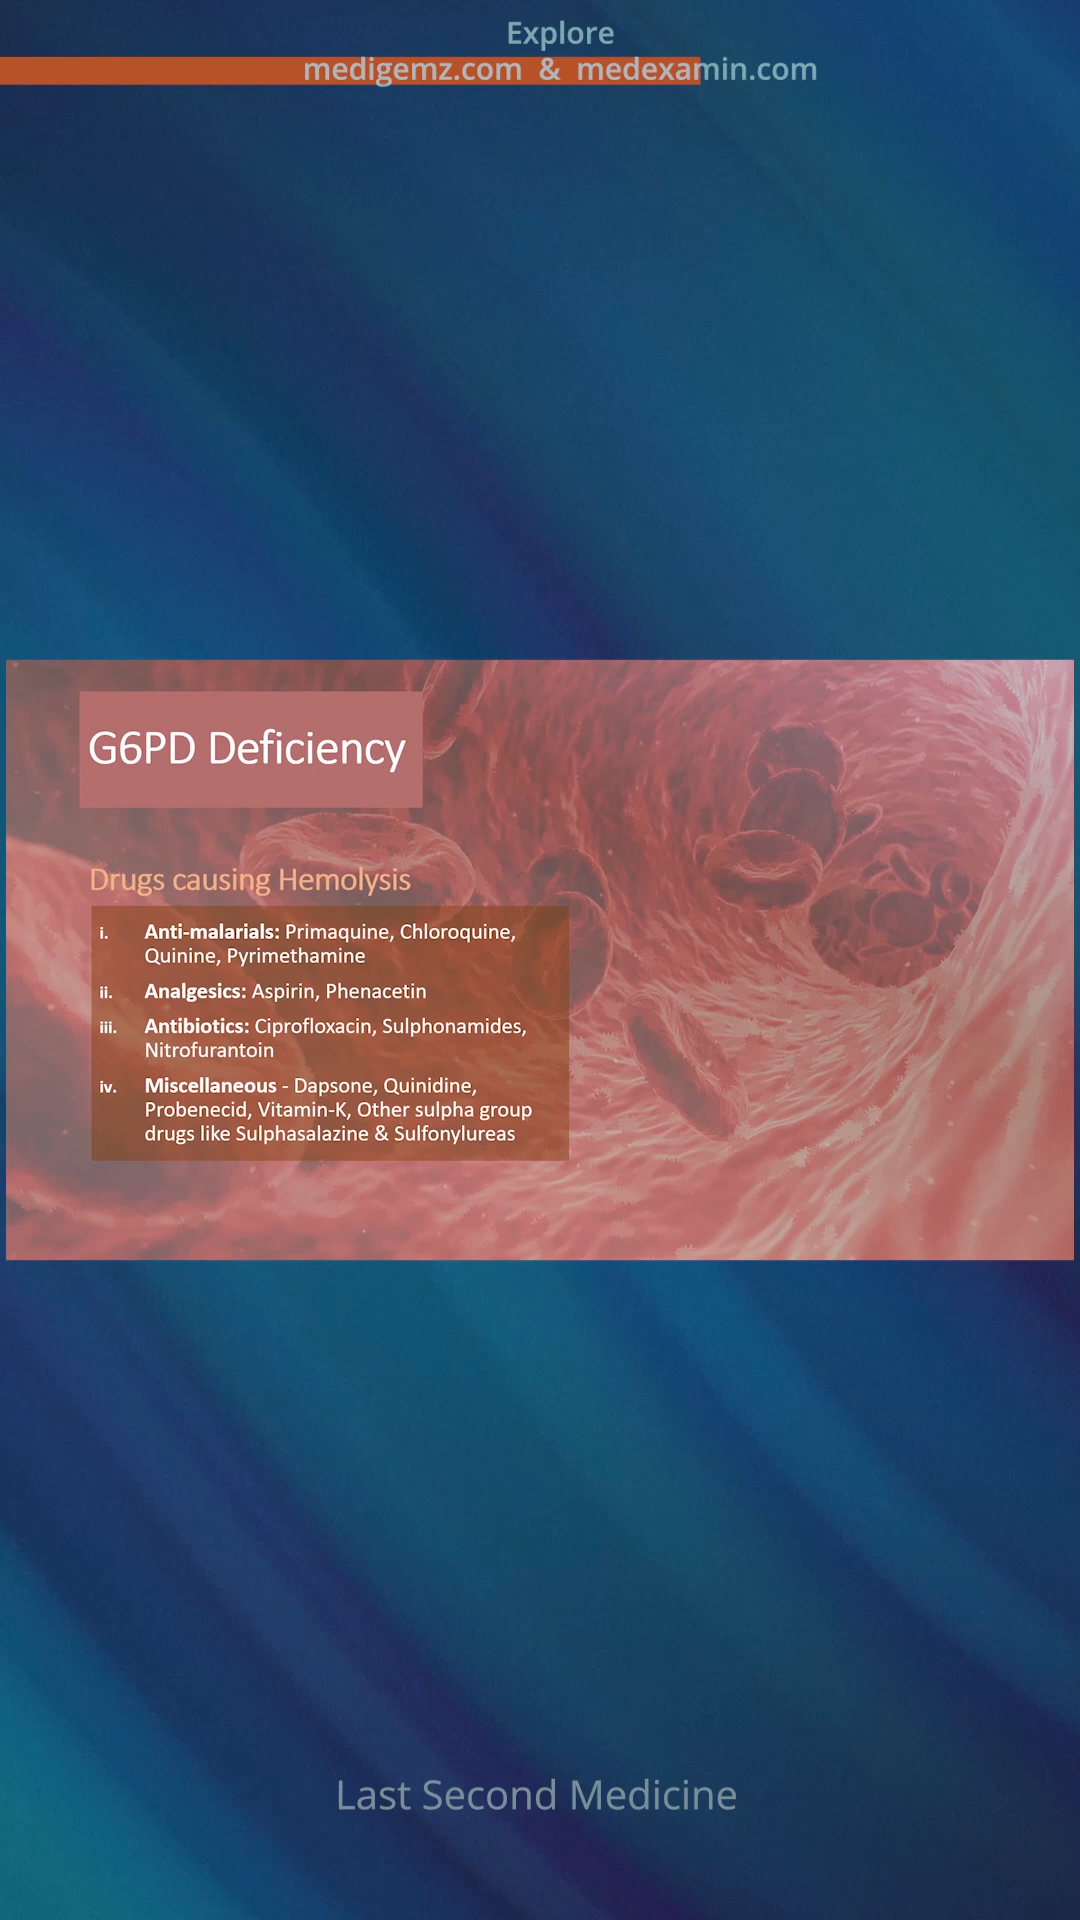 Explore
medigemz.com & medexamin.com
G6PD Deficiency
Drugs causing Hemolysis
i. Anti-malarials: Primaquine, Chloroquine,
Quinine, Pyrimethamine
ii. Analgesics: Aspirin, Phenacetin
iii. Antibiotics: Ciprofloxacin, Sulphonamides,
Nitrofurantoin
iv. Miscellaneous - Dapsone, Quinidine,
Probenecid, Vitamin-K, Other sulpha group
drugs like Sulphasalazine & Sulfonylureas
Last Second Medicine